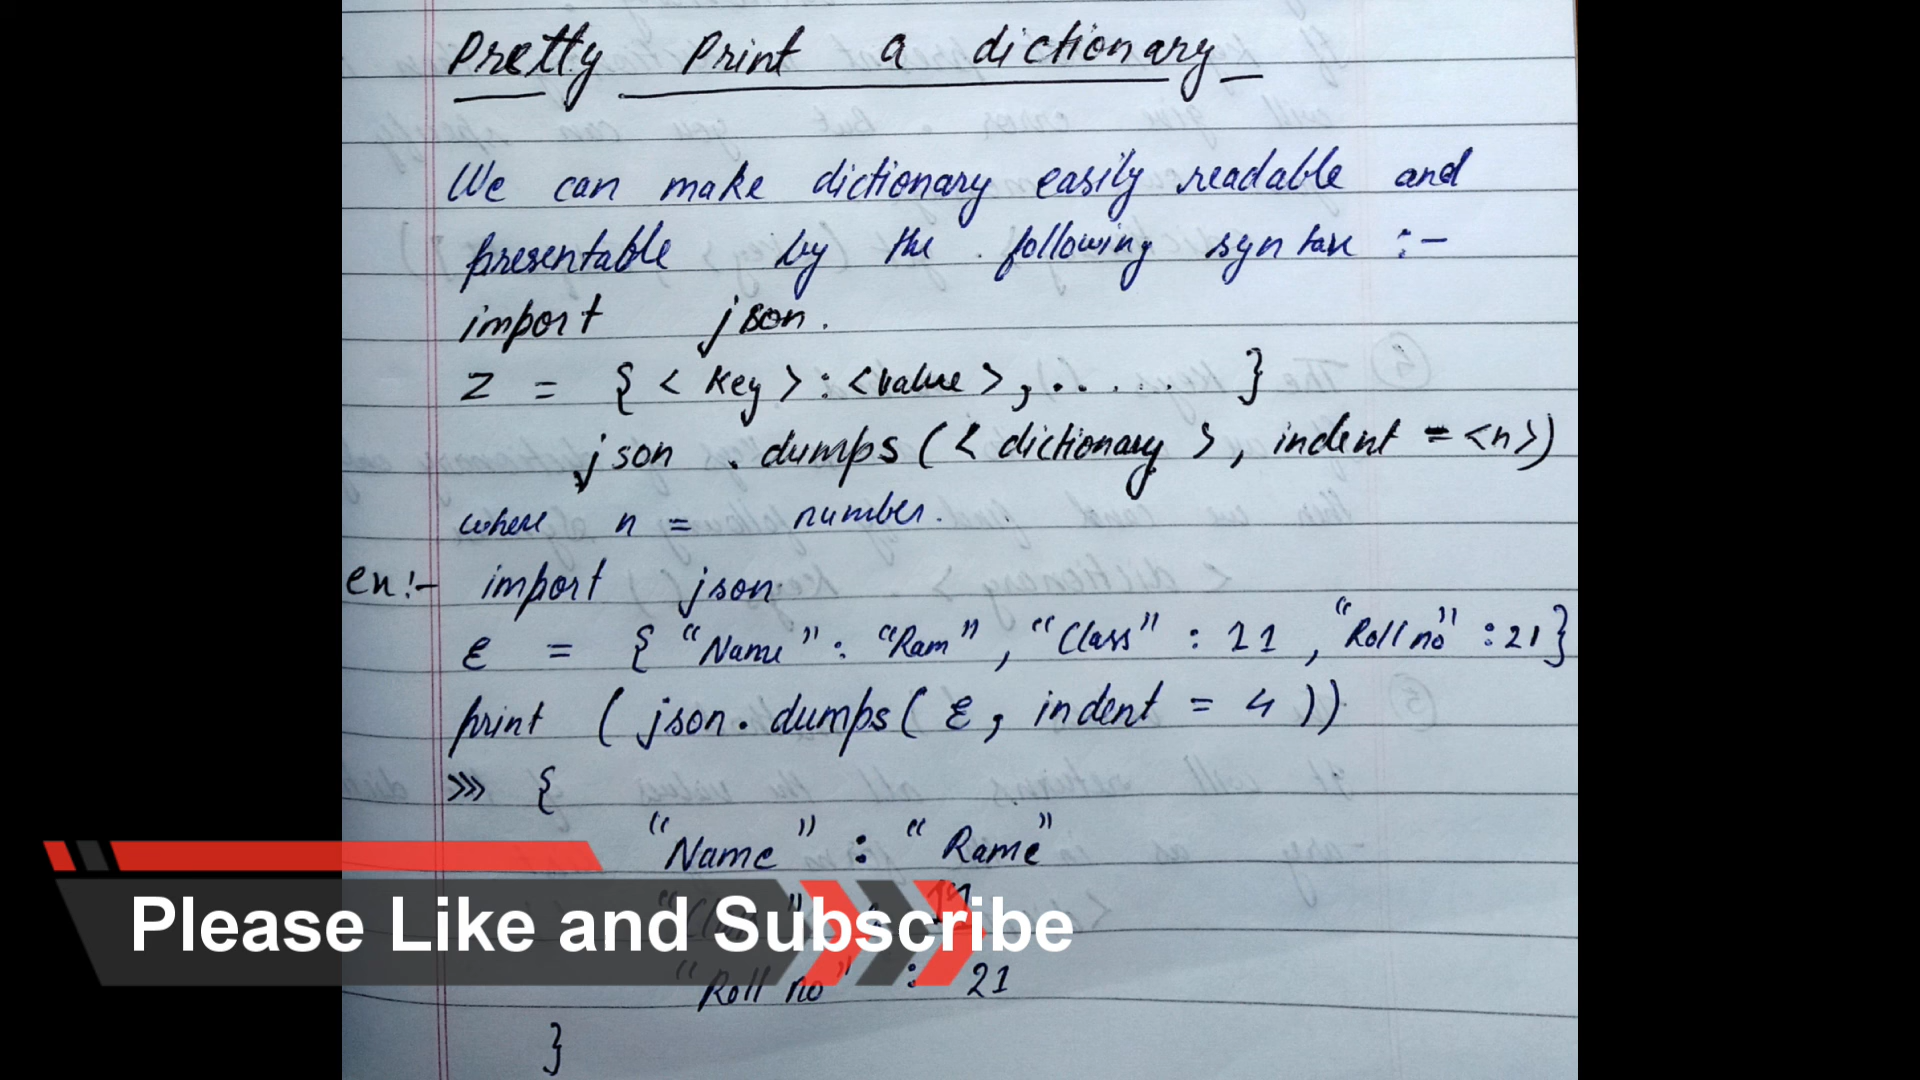 Pretty Print a dictionary
We can make dictionary easily readable and
presentable by the following syntax :-
import json.
Z = { < Key > : <value > , . . . . . . }
json . dumps ( < dictionary > , indent = <n>)
where n = number.
ex:- import json
E = { “Name” : “Ram” , “Class” : 11 , “Roll no” : 21}
print ( json. dumps ( E , indent = 4 ) )
>>> {
“Name” : “Rame”
“Class” : 11
Please Like and Subscribe
“Roll no” : 21
}